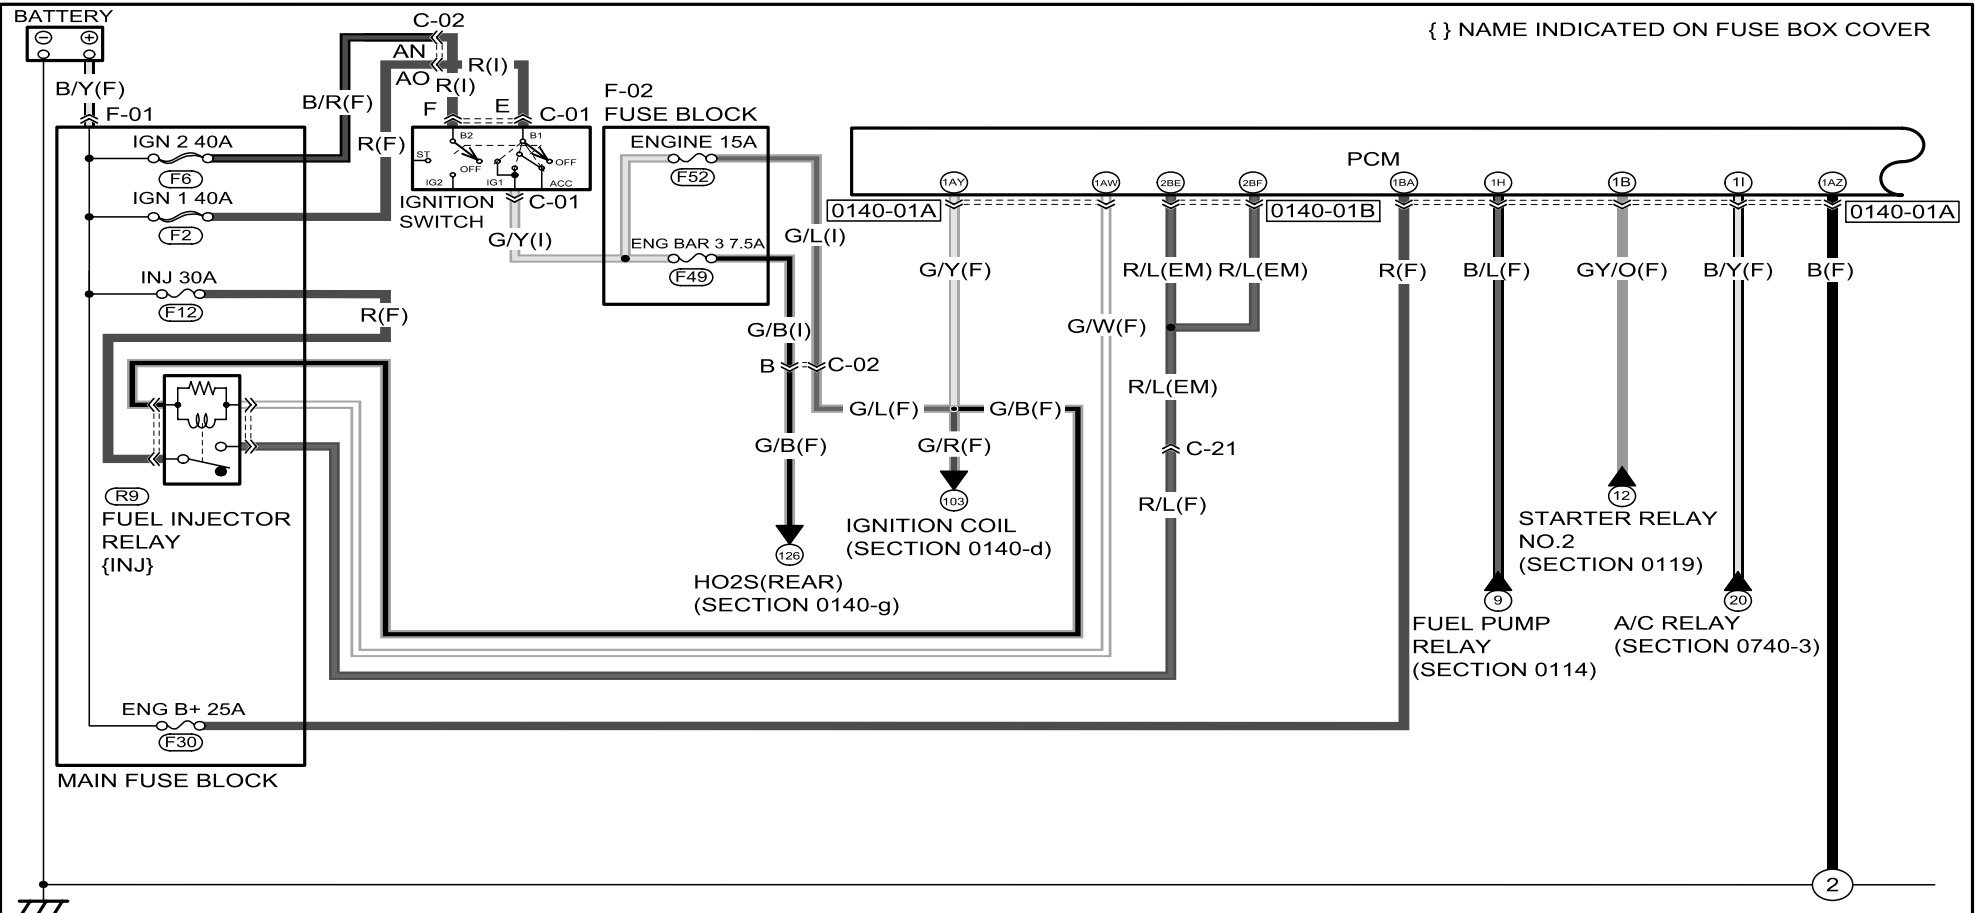 BATTERY
C-02
{ } NAME INDICATED ON FUSE BOX COVER
AN
R(I)
AO
R(I)
B/Y(F)
B/R(F)
F-02
FUSE BLOCK
F
E
C-01
F-01
IGN 2 40A
R(F)
F6
B2
B1
ST
OFF
OFF
IG2
IG1
ACC
ENGINE 15A
F52
PCM
1AY
1AW
2BE
2BF
1BA
1H
1B
1I
1AZ
IGN 1 40A
F2
IGNITION
SWITCH
C-01
0140-01A
0140-01B
0140-01A
G/Y(I)
G/L(I)
ENG BAR 3 7.5A
F49
INJ 30A
F12
R(F)
G/Y(F)
R/L(EM)
R/L(EM)
R(F)
B/L(F)
GY/O(F)
B/Y(F)
B(F)
G/B(I)
G/W(F)
B
C-02
R/L(EM)
G/L(F)
G/B(F)
G/B(F)
G/R(F)
C-21
R9
FUEL INJECTOR
RELAY
{INJ}
103
IGNITION COIL
(SECTION 0140-d)
R/L(F)
12
STARTER RELAY
NO.2
(SECTION 0119)
126
HO2S(REAR)
(SECTION 0140-g)
9
FUEL PUMP
RELAY
(SECTION 0114)
20
A/C RELAY
(SECTION 0740-3)
ENG B+ 25A
F30
MAIN FUSE BLOCK
2